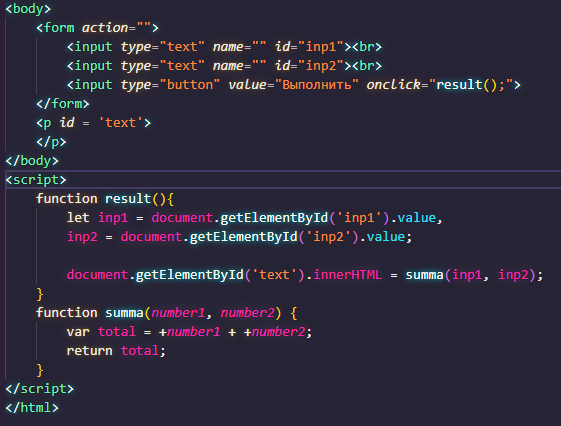 <body>
<form action="">
<input type="text" name="" id="inp1"><br>
<input type="text" name="" id="inp2"><br>
<input type="button" value="Выполнить" onclick="result();">
</form>
<p id = 'text'>
</p>
</body>
<script>
function result(){
let inp1 = document.getElementById('inp1').value,
inp2 = document.getElementById('inp2').value;
document.getElementById('text').innerHTML = summa(inp1, inp2);
}
function summa(number1, number2) {
var total = +number1 + +number2;
return total;
}
</script>
</html>